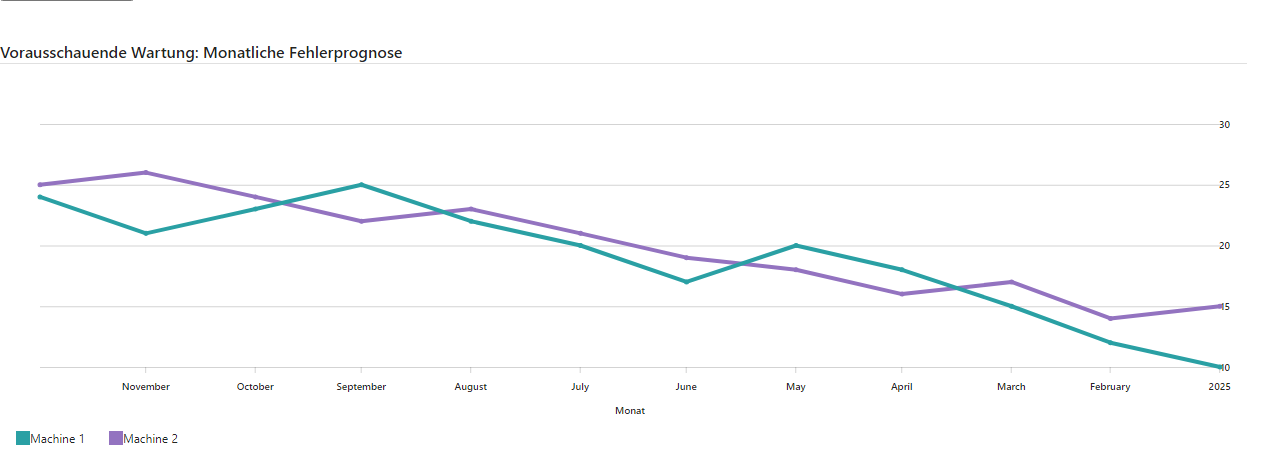 Vorausschauende Wartung: Monatliche Fehlerprognose
30
25
20
15
10
November October September August July June May April March February 2025
Monat
Machine 1 Machine 2